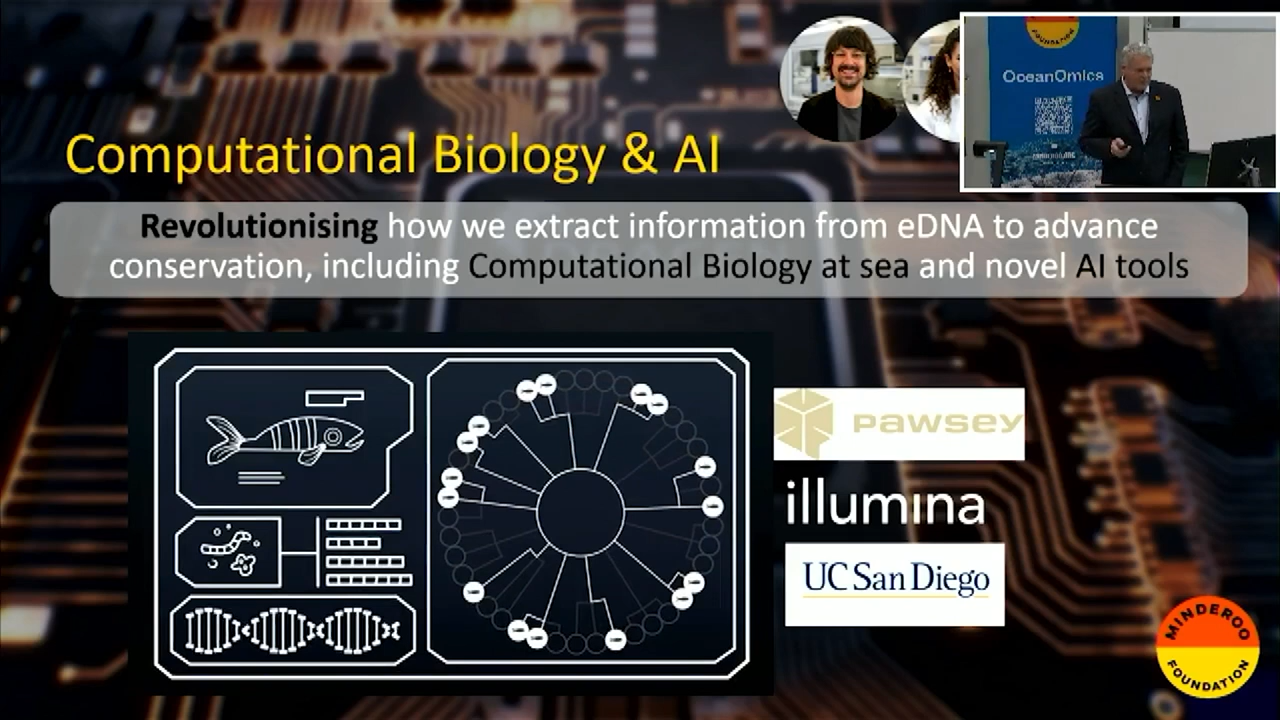 FOUNDATION
OceanOmics
Computational Biology & AI
Revolutionising how we extract information from eDNA to advance
conservation, including Computational Biology at sea and novel AI tools
PAWSEY
illumina
UC San Diego
MINDEROO
FOUNDATION